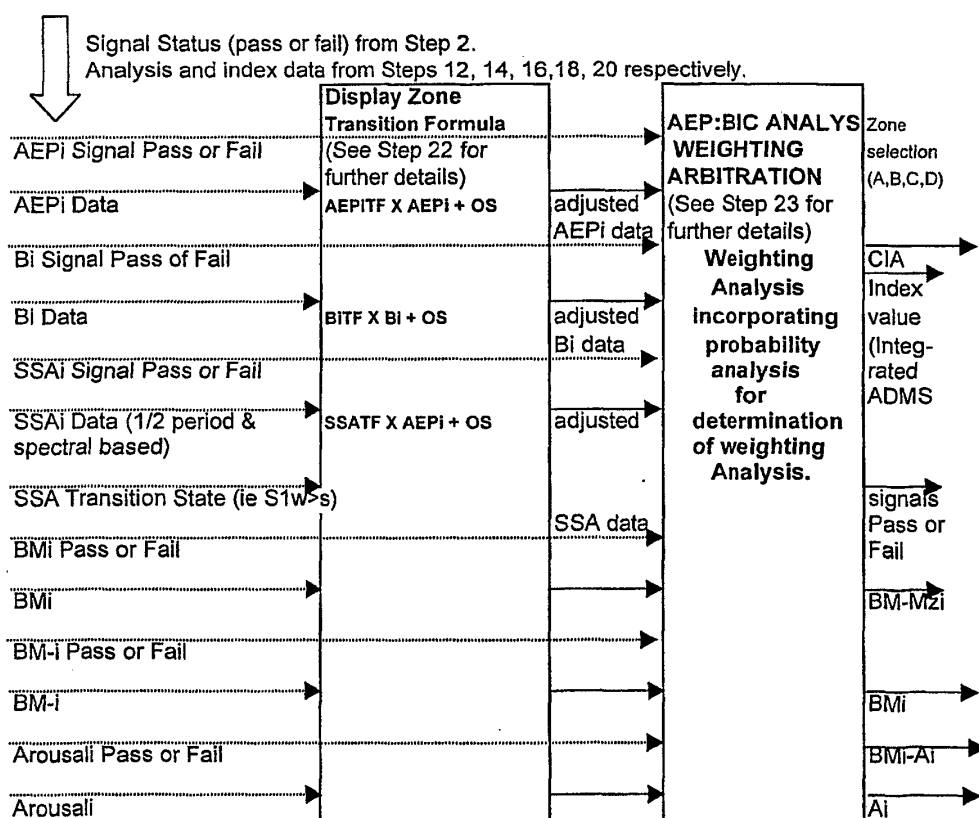 Signal Status (pass or fail) from Step 2.
Analysis and index data from Steps 12, 14, 16,18, 20 respectively.
Display Zone
Transition Formula
(See Step 22 for
further details)
AEPITF X AEPi + OS
BITF X Bi + OS
SSATF X AEPi + OS
AEPi Signal Pass or Fail
AEPi Data
Bi Signal Pass of Fail
Bi Data
SSAi Signal Pass or Fail
SSAi Data (1/2 period &
spectral based)
SSA Transition State (ie S1w>s)
BMi Pass or Fail
BMi
BM-i Pass or Fail
BM-i
Arousali Pass or Fail
Arousali
adjusted
AEPi data
adjusted
Bi data
adjusted
SSA data
AEP:BIC ANALYS
WEIGHTING
ARBITRATION
(See Step 23 for
further details)
Weighting
Analysis
incorporating
probability
analysis
for
determination
of weighting
Analysis.
Zone
selection
(A,B,C,D)
CIA
Index
value
(Integ-
rated
ADMS
signals
Pass or
Fail
BM-Mzi
BMi
BMi-Ai
Ai